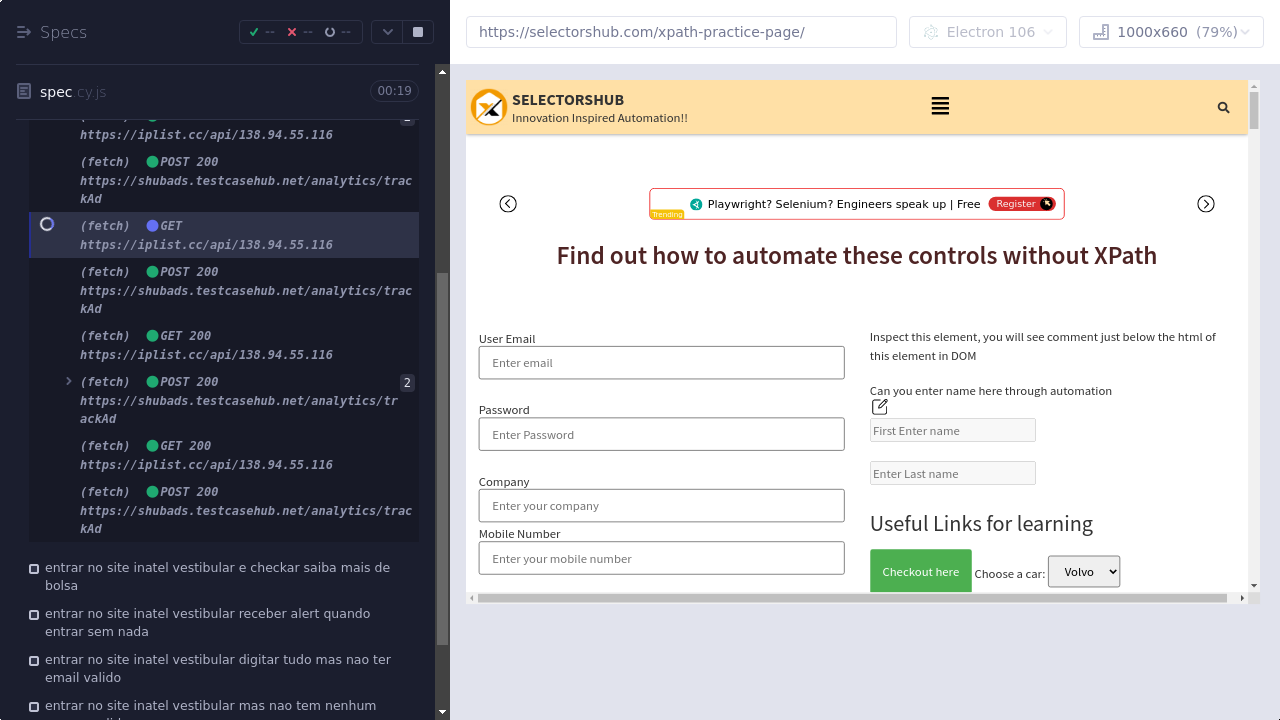 Specs
-- -- --
spec.cy.js
00:19
https://iplist.cc/api/138.94.55.116
(fetch) POST 200
https://shubads.testcasehub.net/analytics/trac
kAd
(fetch) GET
https://iplist.cc/api/138.94.55.116
(fetch) POST 200
https://shubads.testcasehub.net/analytics/trac
kAd
(fetch) GET 200
https://iplist.cc/api/138.94.55.116
(fetch) POST 200
2
https://shubads.testcasehub.net/analytics/tr
ackAd
(fetch) GET 200
https://iplist.cc/api/138.94.55.116
(fetch) POST 200
https://shubads.testcasehub.net/analytics/trac
kAd
entrar no site inatel vestibular e checkar saiba mais de
bolsa
entrar no site inatel vestibular receber alert quando
entrar sem nada
entrar no site inatel vestibular digitar tudo mas nao ter
email valido
entrar no site inatel vestibular mas nao tem nenhum
https://selectorshub.com/xpath-practice-page/
Electron 106
1000x660 (79%)
SELECTORSHUB
Innovation Inspired Automation!!
Trending
Playwright? Selenium? Engineers speak up | Free
Register
Find out how to automate these controls without XPath
User Email
Enter email
Password
Enter Password
Company
Enter your company
Mobile Number
Enter your mobile number
Inspect this element, you will see comment just below the html of
this element in DOM
Can you enter name here through automation
First Enter name
Enter Last name
Useful Links for learning
Checkout here
Choose a car:
Volvo